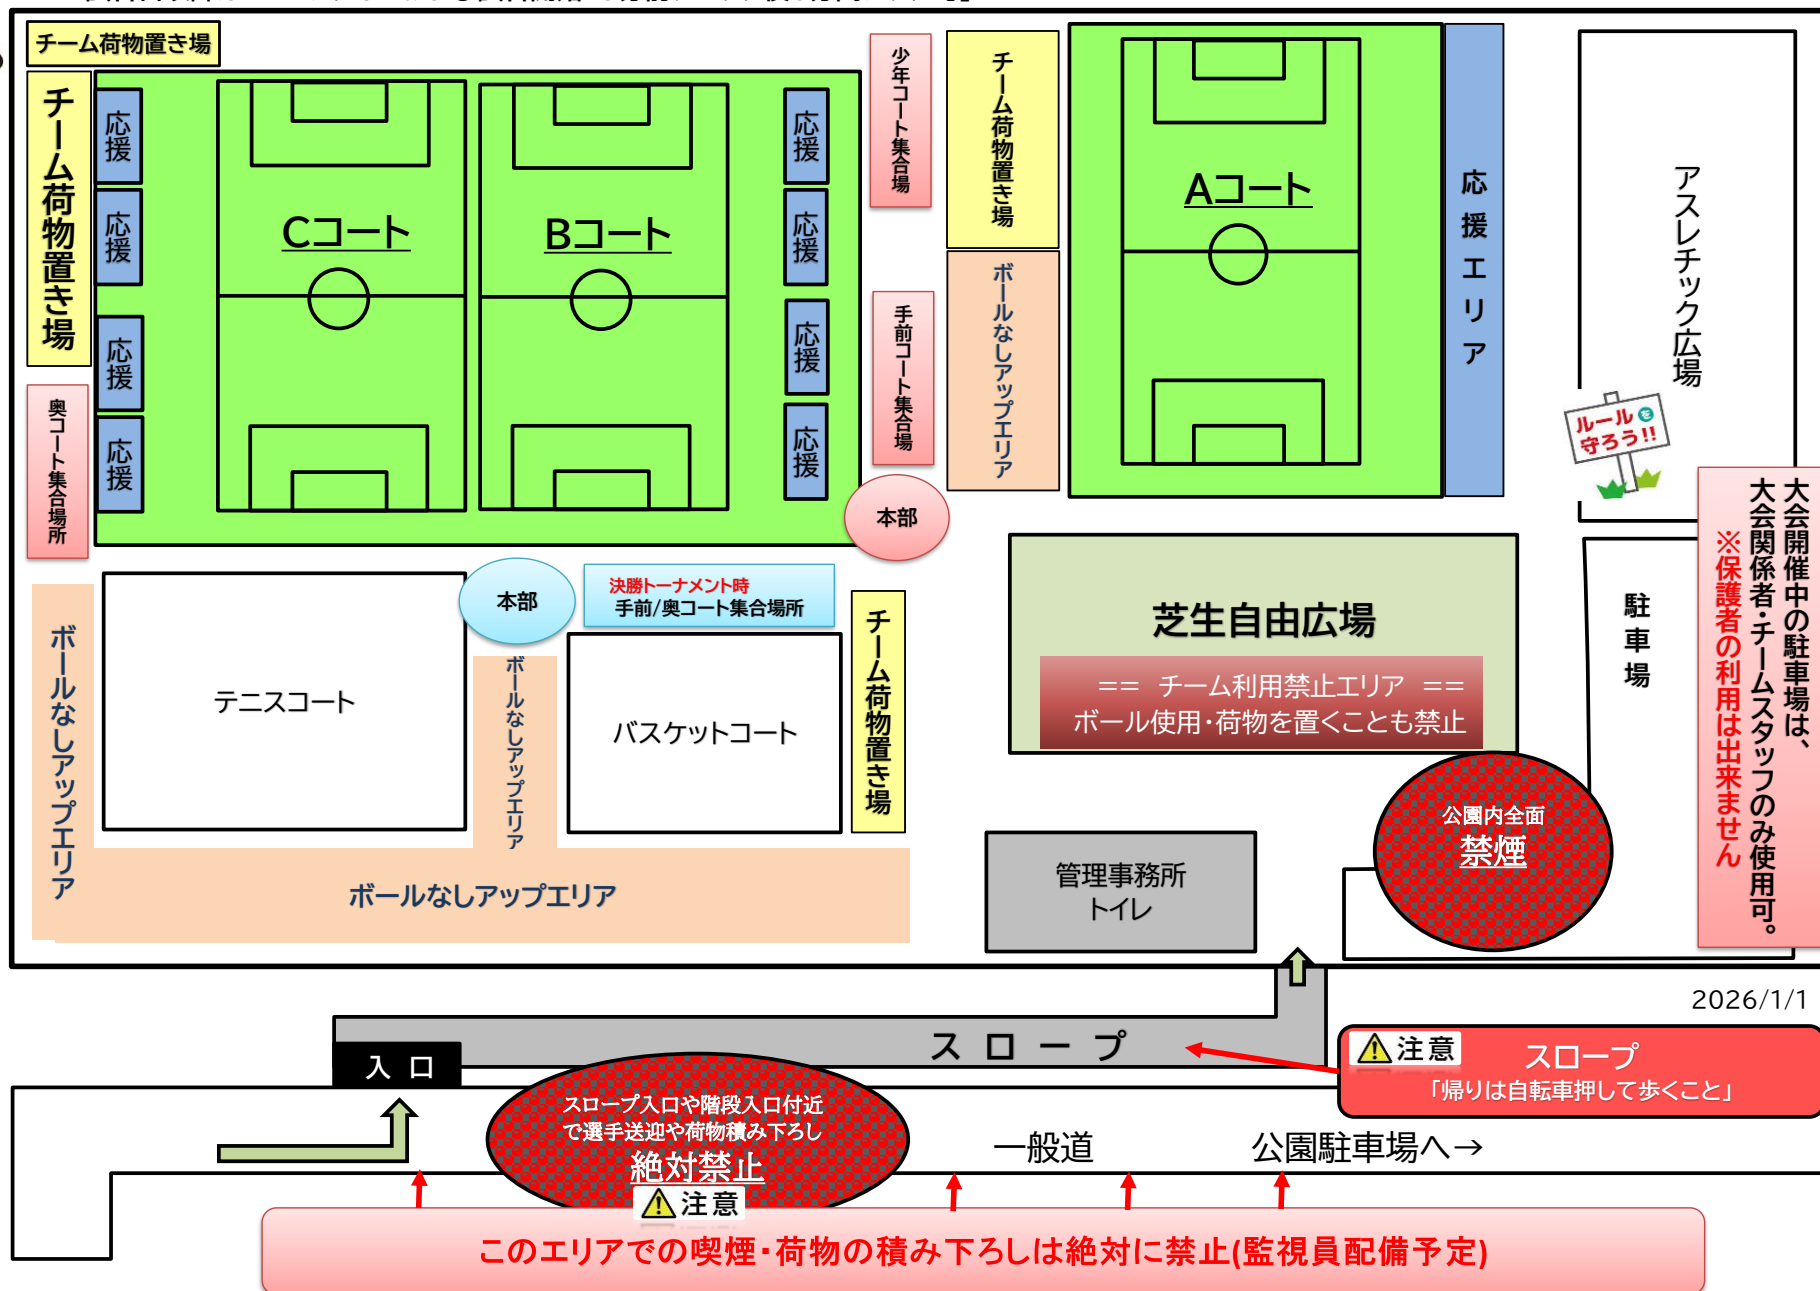 チーム荷物置き場
チーム荷物置き場
応援
応援
応援
応援
奥コート集合場所
Cコート
Bコート
応援
応援
応援
応援
少年コート集合場
手前コート集合場
本部
チーム荷物置き場
ボールなしアップエリア
Aコート
応援エリア
アスレチック広場
ルールを
守ろう!!
大会開催中の駐車場は、
大会関係者・チームスタッフのみ使用可。
※保護者の利用は出来ません
駐車場
ボールなしアップエリア
テニスコート
本部
ボールなしアップエリア
決勝トーナメント時
手前/奥コート集合場所
バスケットコート
チーム荷物置き場
ボールなしアップエリア
芝生自由広場
== チーム利用禁止エリア ==
ボール使用・荷物を置くことも禁止
公園内全面
禁煙
管理事務所
トイレ
2026/1/1
スロープ
入口
注意
スロープ
「帰りは自転車押して歩くこと」
スロープ入口や階段入口付近
で選手送迎や荷物積み下ろし
絶対禁止
注意
一般道
公園駐車場へ→
このエリアでの喫煙・荷物の積み下ろしは絶対に禁止(監視員配備予定)